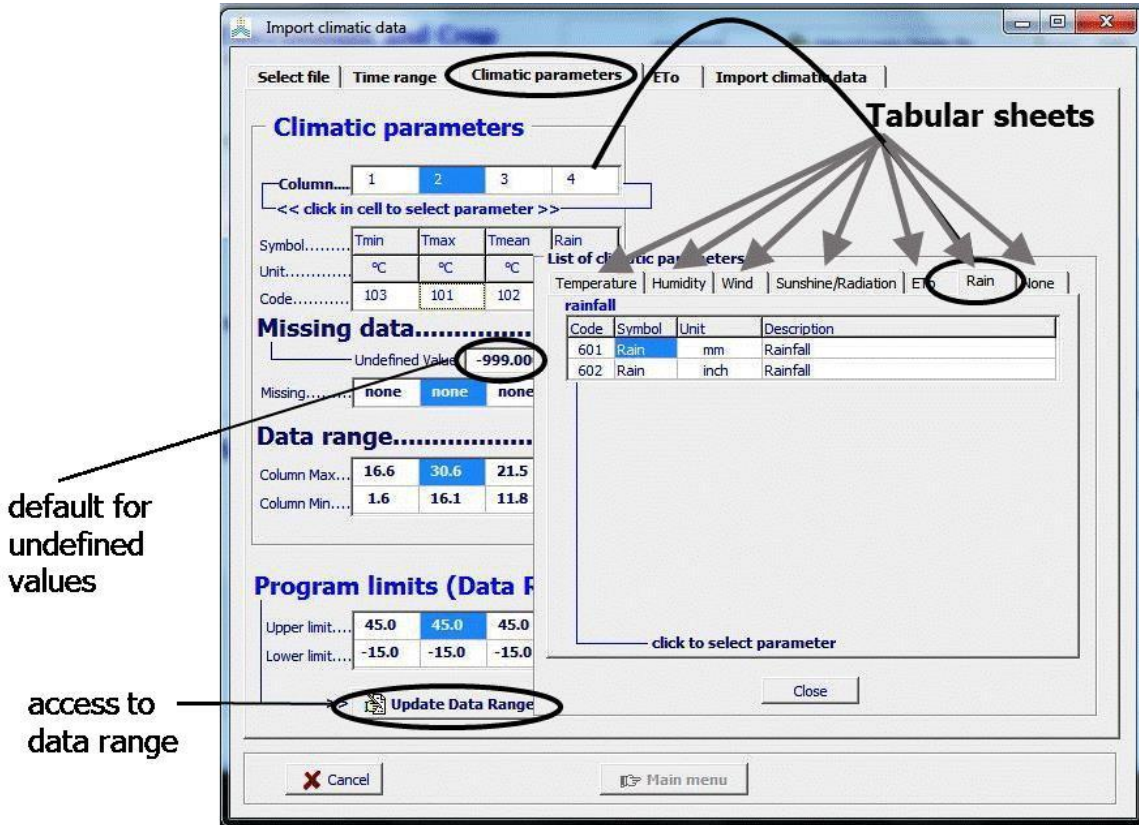 Import climatic data
Select file Time range Climatic parameters ETo Import climatic data
Tabular sheets
Climatic parameters
Column.... 1 2 3 4
<< click in cell to select parameter >>
Symbol......... Tmin Tmax Tmean Rain
Unit............. °C °C °C
Code........... 103 101 102
List of climatic parameters
Temperature Humidity Wind Sunshine/Radiation ETo Rain None
rainfall
Code Symbol Unit Description
601 Rain mm Rainfall
602 Rain inch Rainfall
click to select parameter
Close
Missing data...............
Undefined Value -999.00
Missing......... none none none
Data range.................
Column Max... 16.6 30.6 21.5
Column Min.... 1.6 16.1 11.8
default for
undefined
values
Program limits (Data R
Upper limit.... 45.0 45.0 45.0
Lower limit.... -15.0 -15.0 -15.0
>> Update Data Range
access to
data range
Cancel Main menu